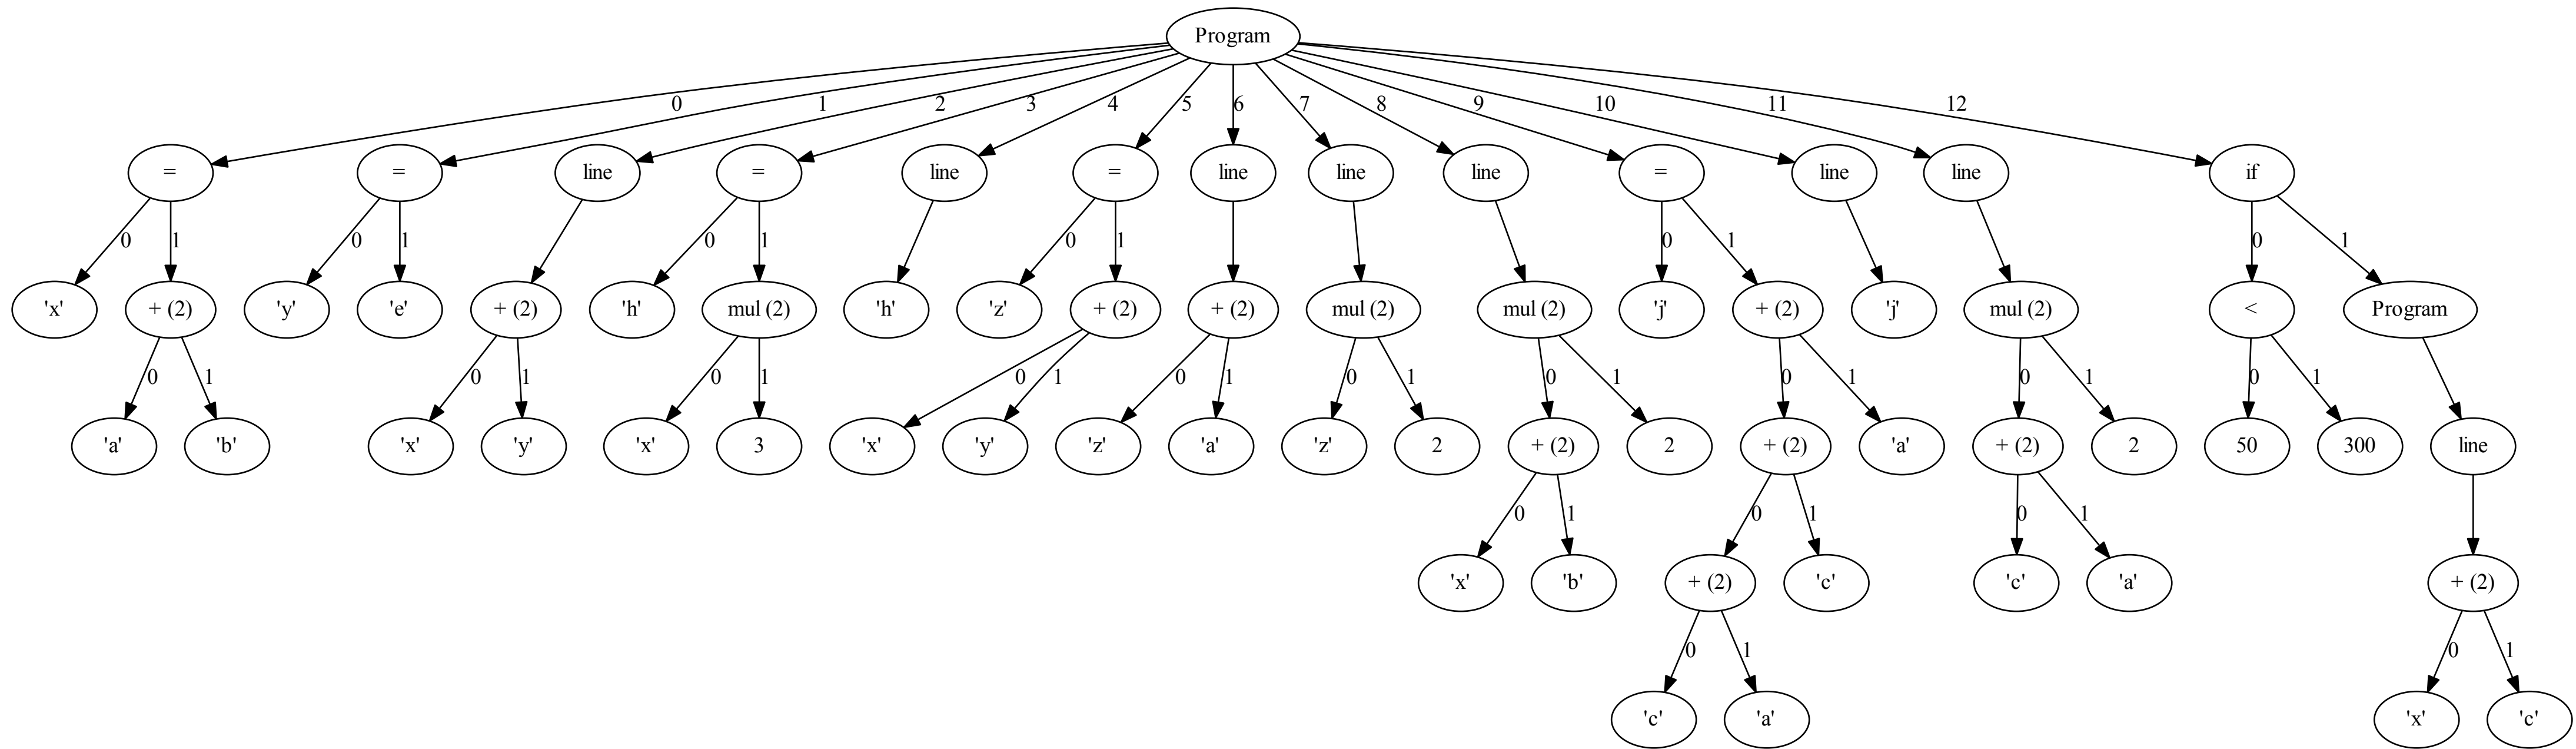 Program
0 1 2 3 4 5 6 7 8 9 10 11 12
= = line = line = line line line = line line if
0 1 0 1 0 1 0 1 0 1 0 1
'x' + (2) 'y' 'e' + (2) 'h' mul (2) 'h' 'z' + (2) + (2) mul (2) mul (2) 'j' + (2) 'j' mul (2) < Program
0 1 0 1 0 1 0 1 0 1 0 1 0 1 0 1 0 1 0 1
'a' 'b' 'x' 'y' 'x' 3 'x' 'y' 'z' 'a' 'z' 2 + (2) 2 + (2) 'a' + (2) 2 50 300 line
0 1 0 1 0 1
'x' 'b' + (2) 'c' 'c' 'a' + (2)
0 1 0 1
'c' 'a' 'x' 'c'